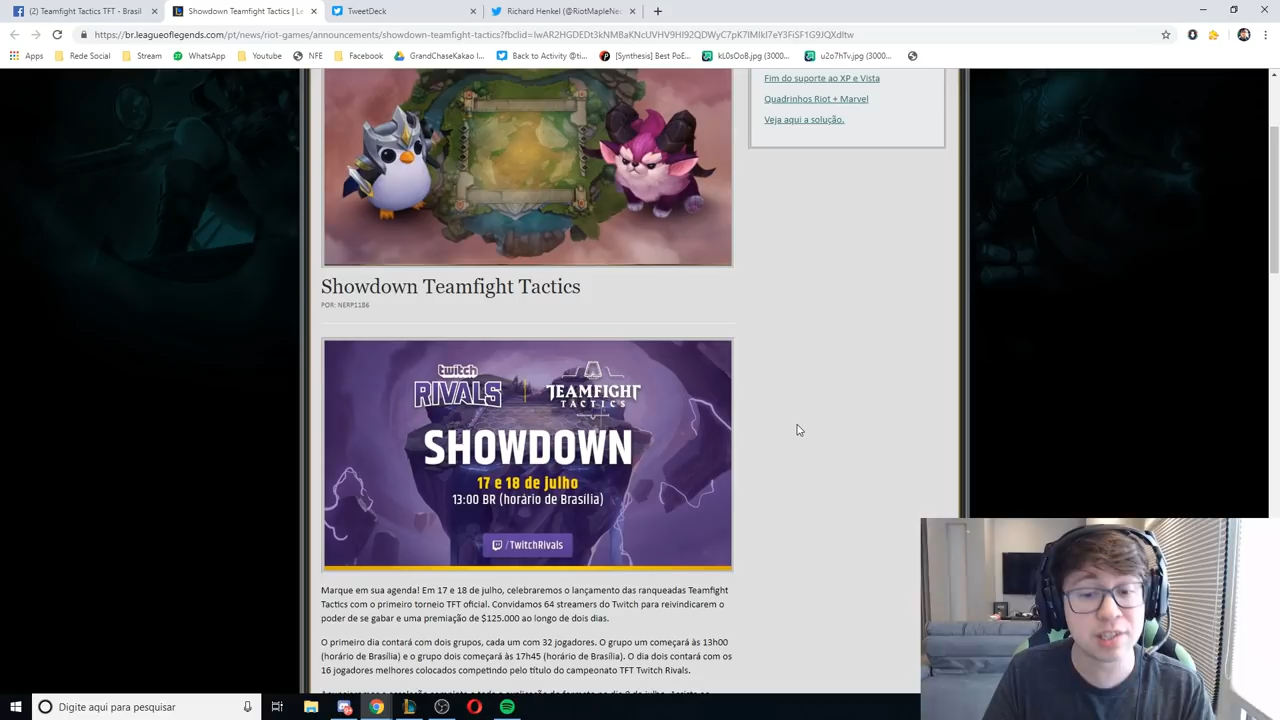 (2) Teamfight Tactics TFT - Brasil
Showdown Teamfight Tactics | Le
TweetDeck
Richard Henkel (@RiotMapleNe
https://br.leagueoflegends.com/pt/news/riot-games/announcements/showdown-teamfight-tactics?fbclid=
Apps
Rede Social
Stream
WhatsApp
Youtube
NFE
Facebook
GrandChaseKakao I...
Back to Activity @ti...
[Synthesis] Best PoE...
kL0sOo8.jpg (3000...
u2o7hTv.jpg (3000...
Fim do suporte ao XP e Vista
Quadrinhos Riot + Marvel
Veja aqui a solução.
Showdown Teamfight Tactics
POR: NERP1186
twitch
RIVALS
TEAMFIGHT
TACTICS
SHOWDOWN
17 e 18 de julho
13:00 BR (horário de Brasília)
/TwitchRivals
Marque em sua agenda! Em 17 e 18 de julho, celebraremos o lançamento das ranqueadas Teamfight
Tactics com o primeiro torneio TFT oficial. Convidamos 64 streamers do Twitch para reivindicarem o
poder de se gabar e uma premiação de $125.000 ao longo de dois dias.
O primeiro dia contará com dois grupos, cada um com 32 jogadores. O grupo um começará às 13h00
(horário de Brasília) e o grupo dois começará às 17h45 (horário de Brasília). O dia dois contará com os
16 jogadores melhores colocados competindo pelo título do campeonato TFT Twitch Rivals.
Digite aqui para pesquisar